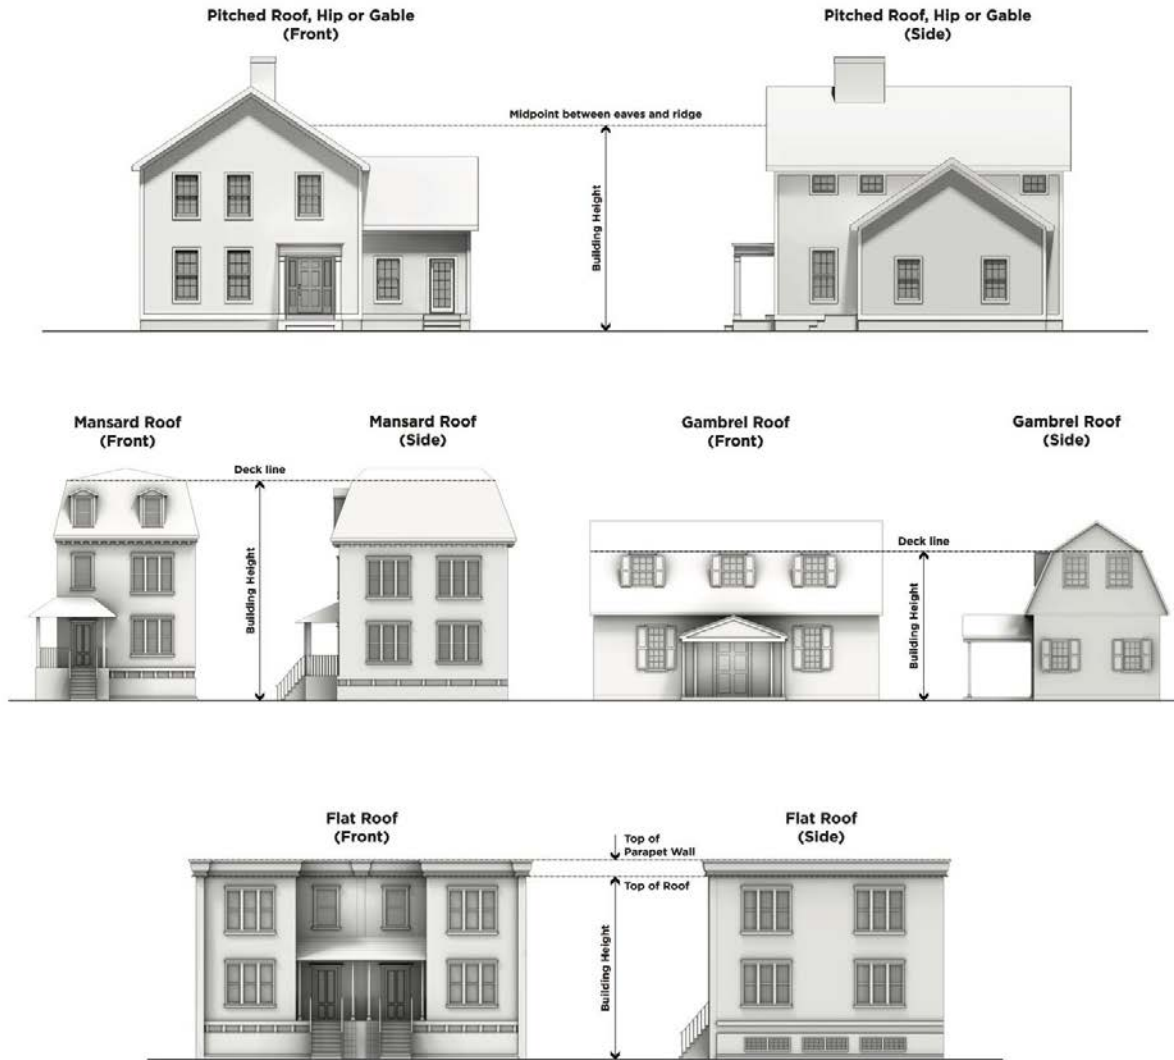 Pitched Roof, Hip or Gable
(Front)
Pitched Roof, Hip or Gable
(Side)
Midpoint between eaves and ridge
Building Height
Mansard Roof
(Front)
Mansard Roof
(Side)
Deck line
Building Height
Gambrel Roof
(Front)
Gambrel Roof
(Side)
Deck line
Building Height
Flat Roof
(Front)
Flat Roof
(Side)
Top of
Parapet Wall
Top of Roof
Building Height